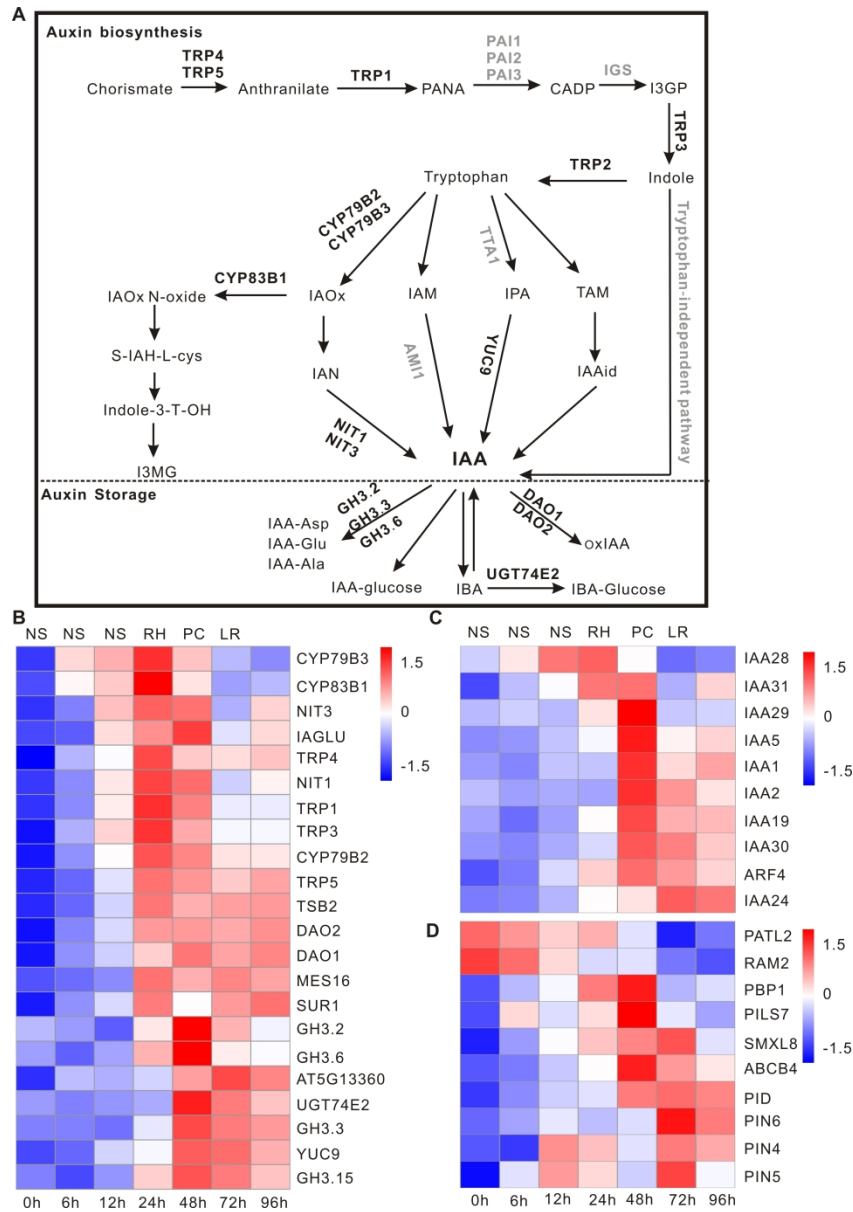 A
Auxin biosynthesis
TRP4
TRP5
TRP1
PAI1
PAI2
PAI3
IGS
Chorismate
Anthranilate
PANA
CADP
I3GP
TRP3
TRP2
Tryptophan
Indole
CYP79B2
CYP79B3
TTA1
Tryptophan-independent pathway
CYP83B1
IAOx N-oxide
IAOx
IAM
IPA
TAM
S-IAH-L-cys
IAN
AMI1
YUC9
IAAid
Indole-3-T-OH
NIT1
NIT3
I3MG
IAA
Auxin Storage
GH3.2
GH3.3
GH3.6
DAO1
DAO2
IAA-Asp
IAA-Glu
IAA-Ala
oxIAA
IAA-glucose
IBA
UGT74E2
IBA-Glucose
B
NS NS NS RH PC LR
CYP79B3
CYP83B1
NIT3
IAGLU
TRP4
NIT1
TRP1
TRP3
CYP79B2
TRP5
TSB2
DAO2
DAO1
MES16
SUR1
GH3.2
GH3.6
AT5G13360
UGT74E2
GH3.3
YUC9
GH3.15
1.5
0
-1.5
0h 6h 12h 24h 48h 72h 96h
C
NS NS NS RH PC LR
IAA28
IAA31
IAA29
IAA5
IAA1
IAA2
IAA19
IAA30
ARF4
IAA24
1.5
0
-1.5
D
PATL2
RAM2
PBP1
PILS7
SMXL8
ABCB4
PID
PIN6
PIN4
PIN5
1.5
0
-1.5
0h 6h 12h 24h 48h 72h 96h